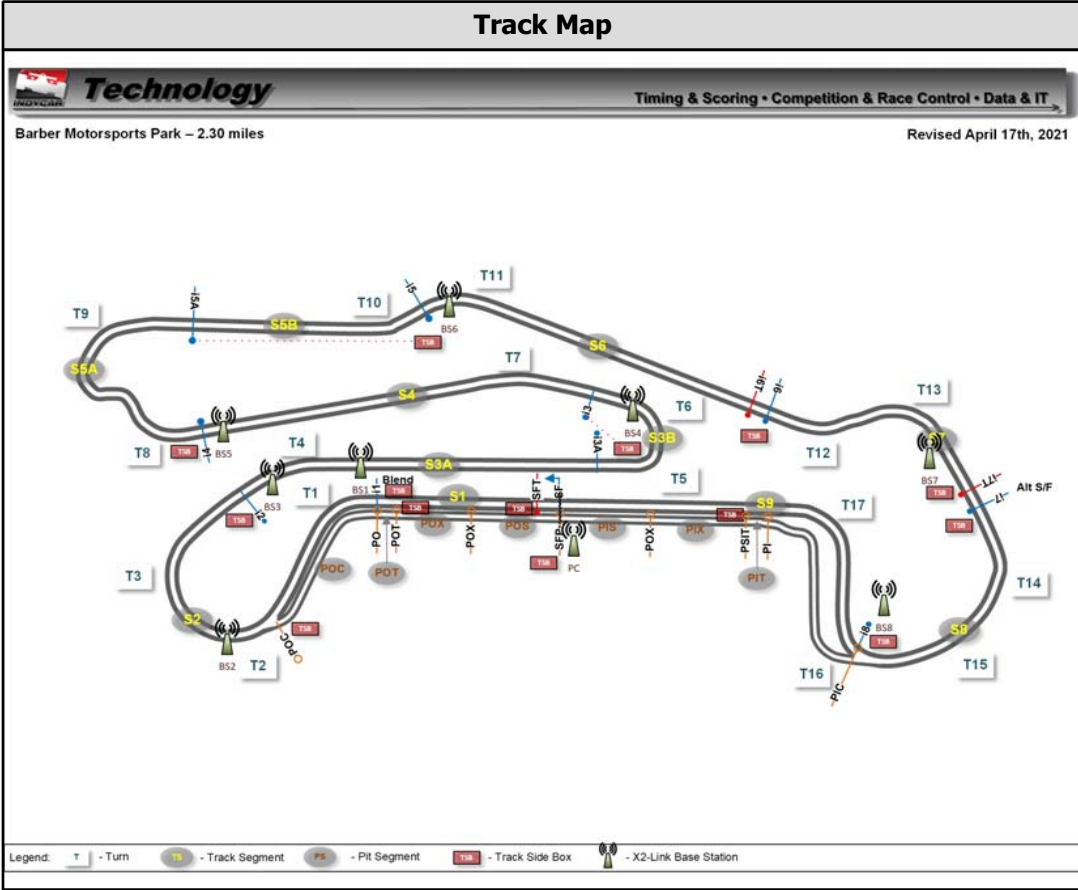 Track Map
INDYCAR
Technology
Timing & Scoring • Competition & Race Control • Data & IT
Barber Motorsports Park – 2.30 miles
Revised April 17th, 2021
T11
i5
i5A
T10
BS6
T9
S5B
TSB
S6
S5A
T7
i6T
i6
S4
T13
i3
T6
BS4
TSB
S7
T8
TSB
i4
BS5
T4
i3A
TSB
S3B
T12
BS7
BS3
BS1
S3A
T5
TSB
i7T
i7
Alt S/F
i2
TSB
T1
Blend
TSB
i1
S1
SFT
SF
S9
T17
TSB
TSB
TSB
TSB
POX
POS
PIS
PIX
PO
POT
POX
SFP
PC
POX
PSIT
PI
TSB
POC
POT
PIT
T3
T14
S2
BS2
T2
POC
TSB
BS8
i8
TSB
S8
T15
T16
PIC
Legend:
T - Turn
TS - Track Segment
PS - Pit Segment
TSB - Track Side Box
- X2-Link Base Station